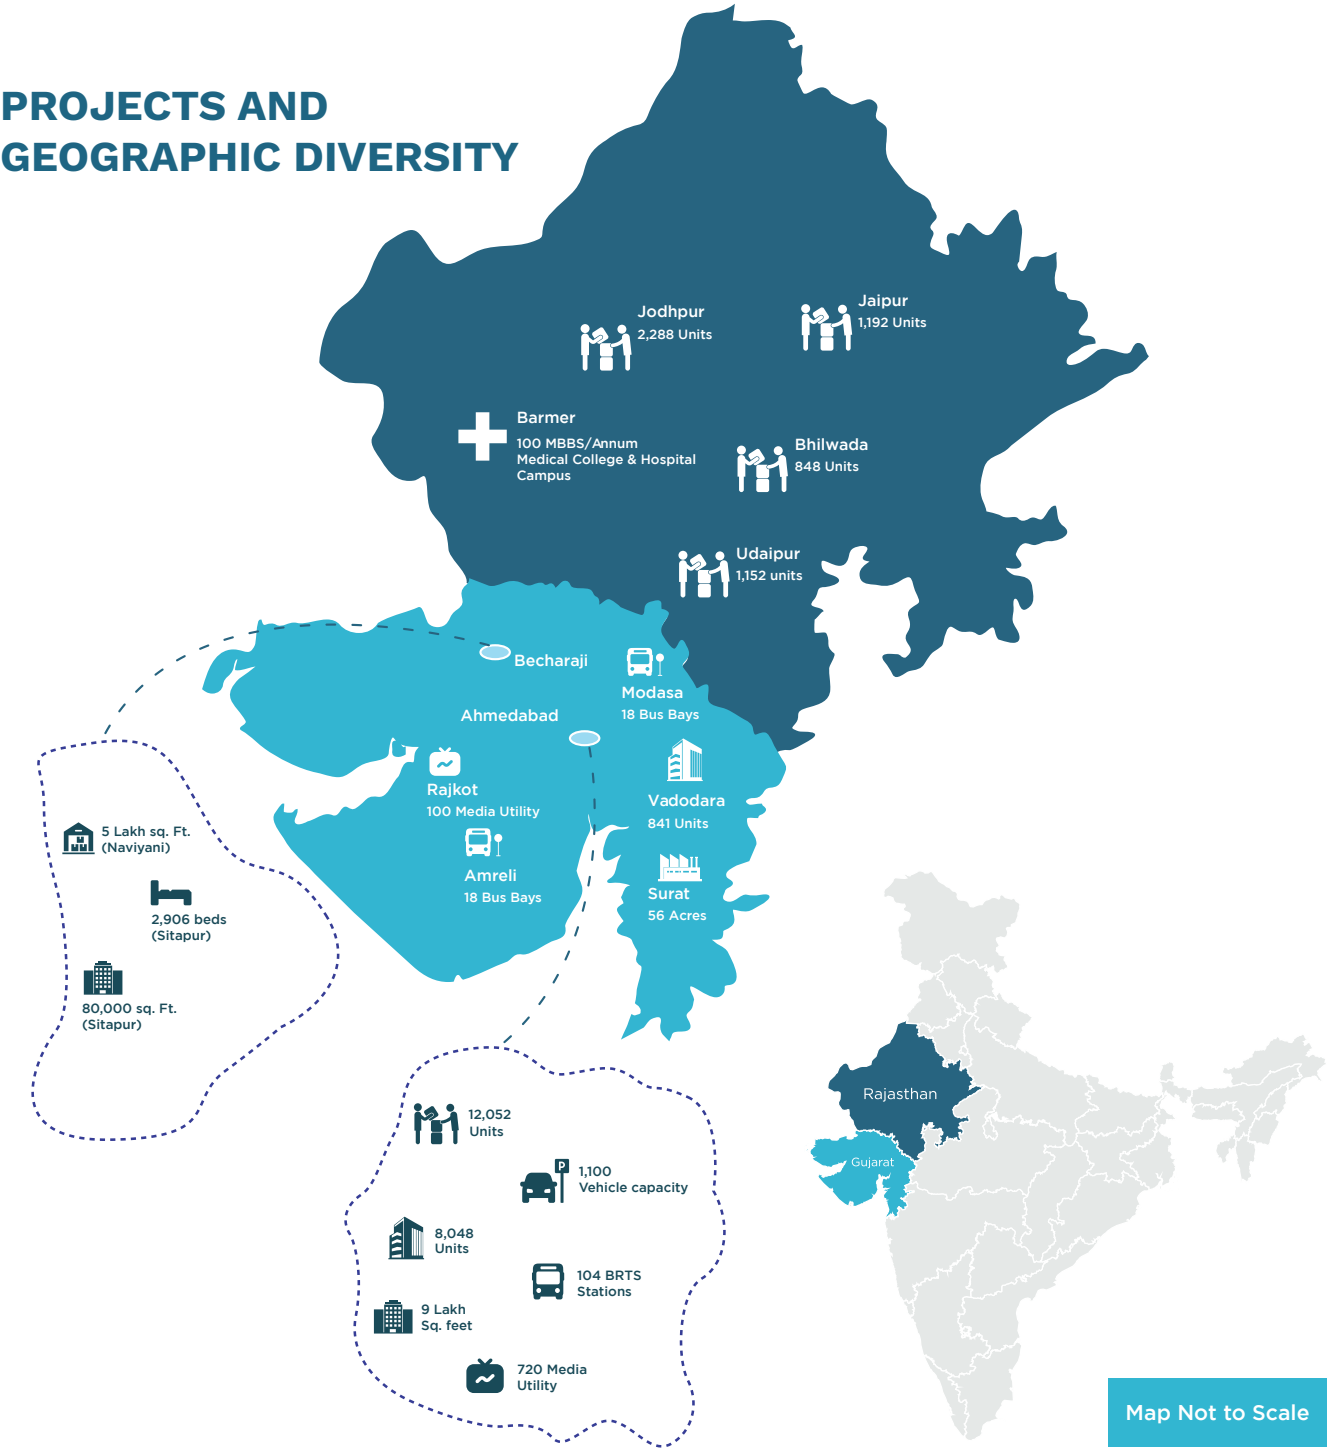 PROJECTS AND
GEOGRAPHIC DIVERSITY
Jodhpur
2,288 Units
Jaipur
1,192 Units
Barmer
100 MBBS/Annum
Medical College & Hospital
Campus
Bhilwada
848 Units
Udaipur
1,152 units
Becharaji
Modasa
18 Bus Bays
Ahmedabad
Rajkot
100 Media Utility
Vadodara
841 Units
Amreli
18 Bus Bays
Surat
56 Acres
5 Lakh sq. Ft.
(Naviyani)
2,906 beds
(Sitapur)
80,000 sq. Ft.
(Sitapur)
12,052
Units
P
1,100
Vehicle capacity
8,048
Units
104 BRTS
Stations
9 Lakh
Sq. feet
720 Media
Utility
Rajasthan
Gujarat
Map Not to Scale